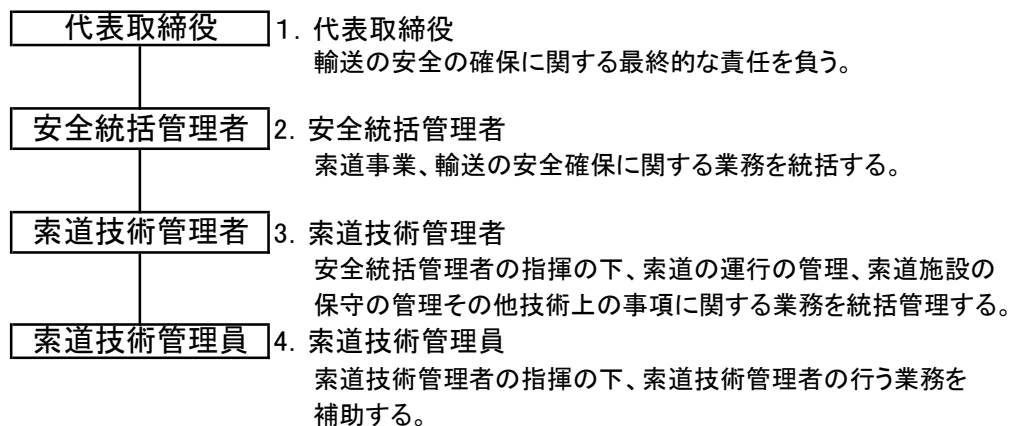 代表取締役
1. 代表取締役
輸送の安全の確保に関する最終的な責任を負う。
安全統括管理者
2. 安全統括管理者
索道事業、輸送の安全確保に関する業務を統括する。
索道技術管理者
3. 索道技術管理者
安全統括管理者の指揮の下、索道の運行の管理、索道施設の
保守の管理その他技術上の事項に関する業務を統括管理する。
索道技術管理員
4. 索道技術管理員
索道技術管理者の指揮の下、索道技術管理者の行う業務を
補助する。